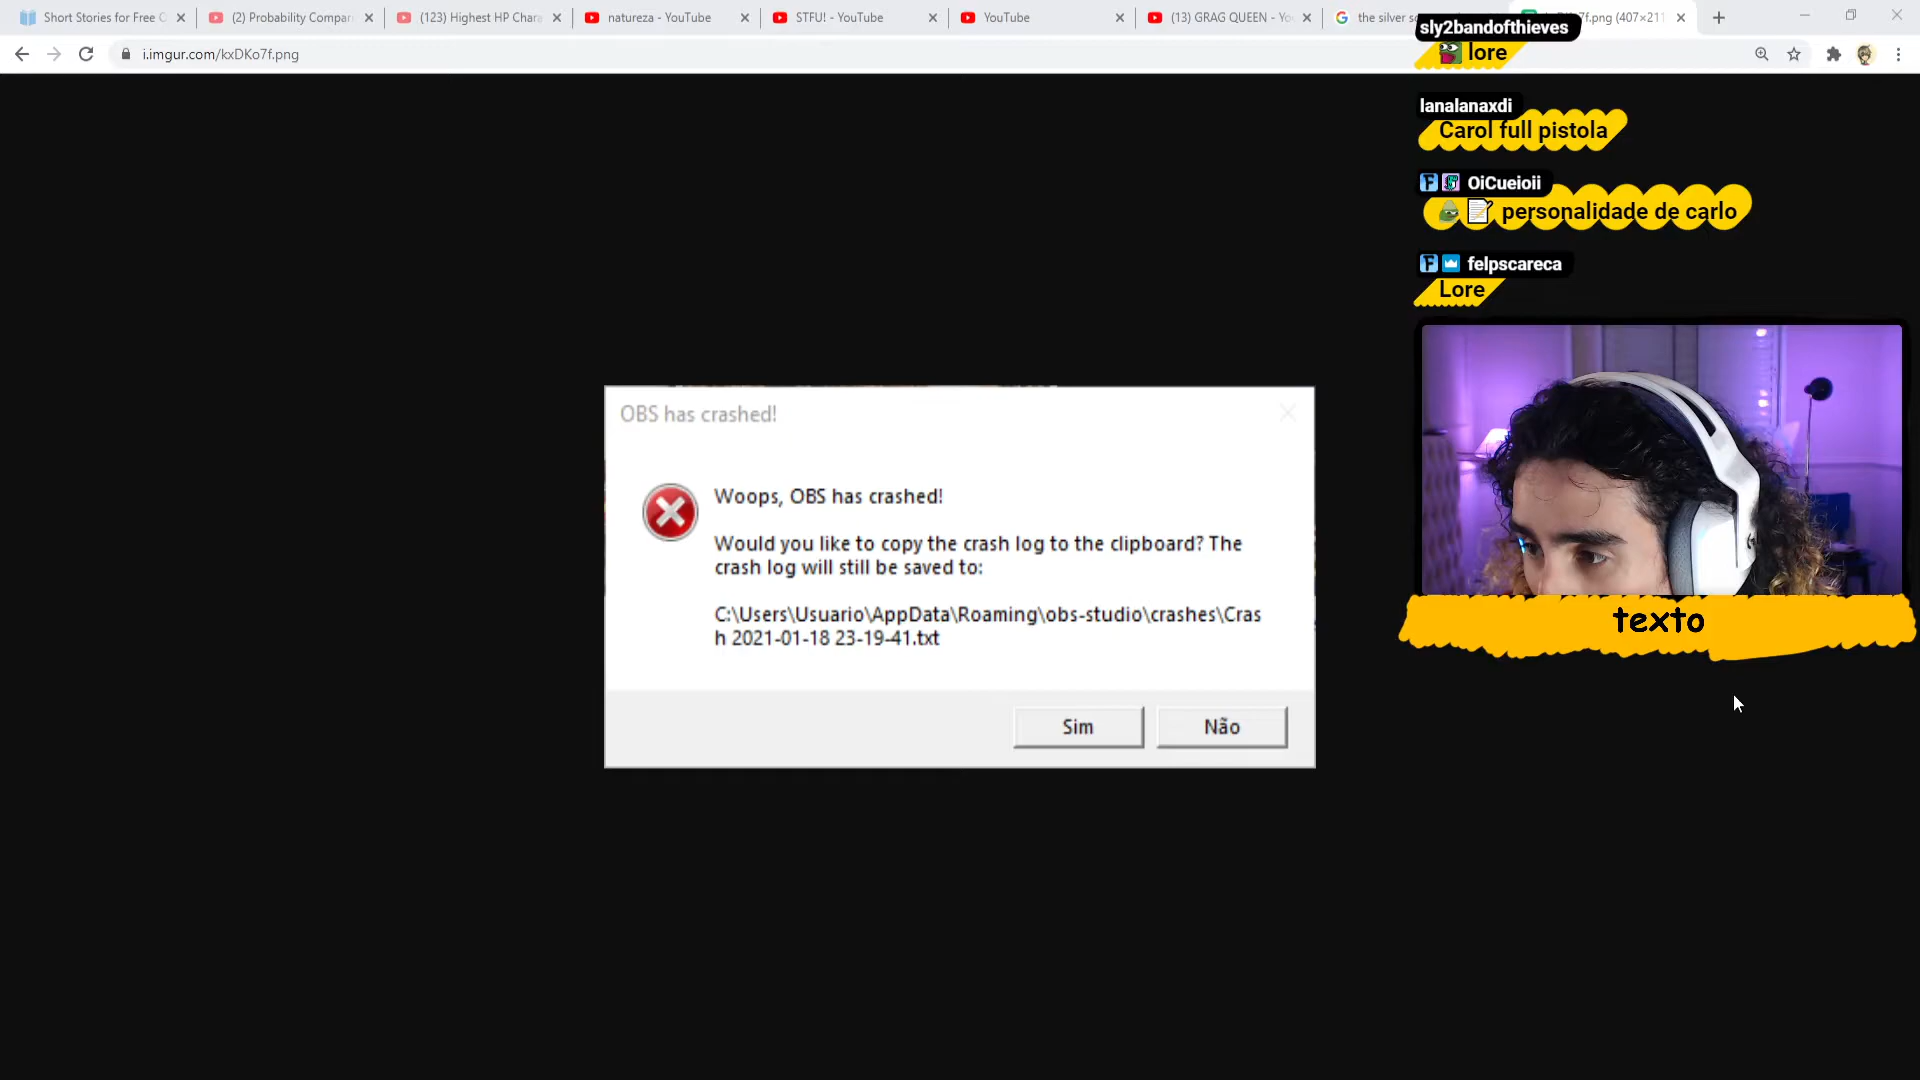 Short Stories for Free C
(2) Probability Compar
(123) Highest HP Chara
natureza - YouTube
STFU! - YouTube
YouTube
(13) GRAG QUEEN - Yo
the silver s
7f.png (407×211
i.imgur.com/kxDKo7f.png
sly2bandofthieves
lore
lanalanaxdi
Carol full pistola
OiCueioii
personalidade de carlo
felpscareca
Lore
texto
OBS has crashed!
Woops, OBS has crashed!
Would you like to copy the crash log to the clipboard? The
crash log will still be saved to:
C:\Users\Usuario\AppData\Roaming\obs-studio\crashes\Cras
h 2021-01-18 23-19-41.txt
Sim
Não